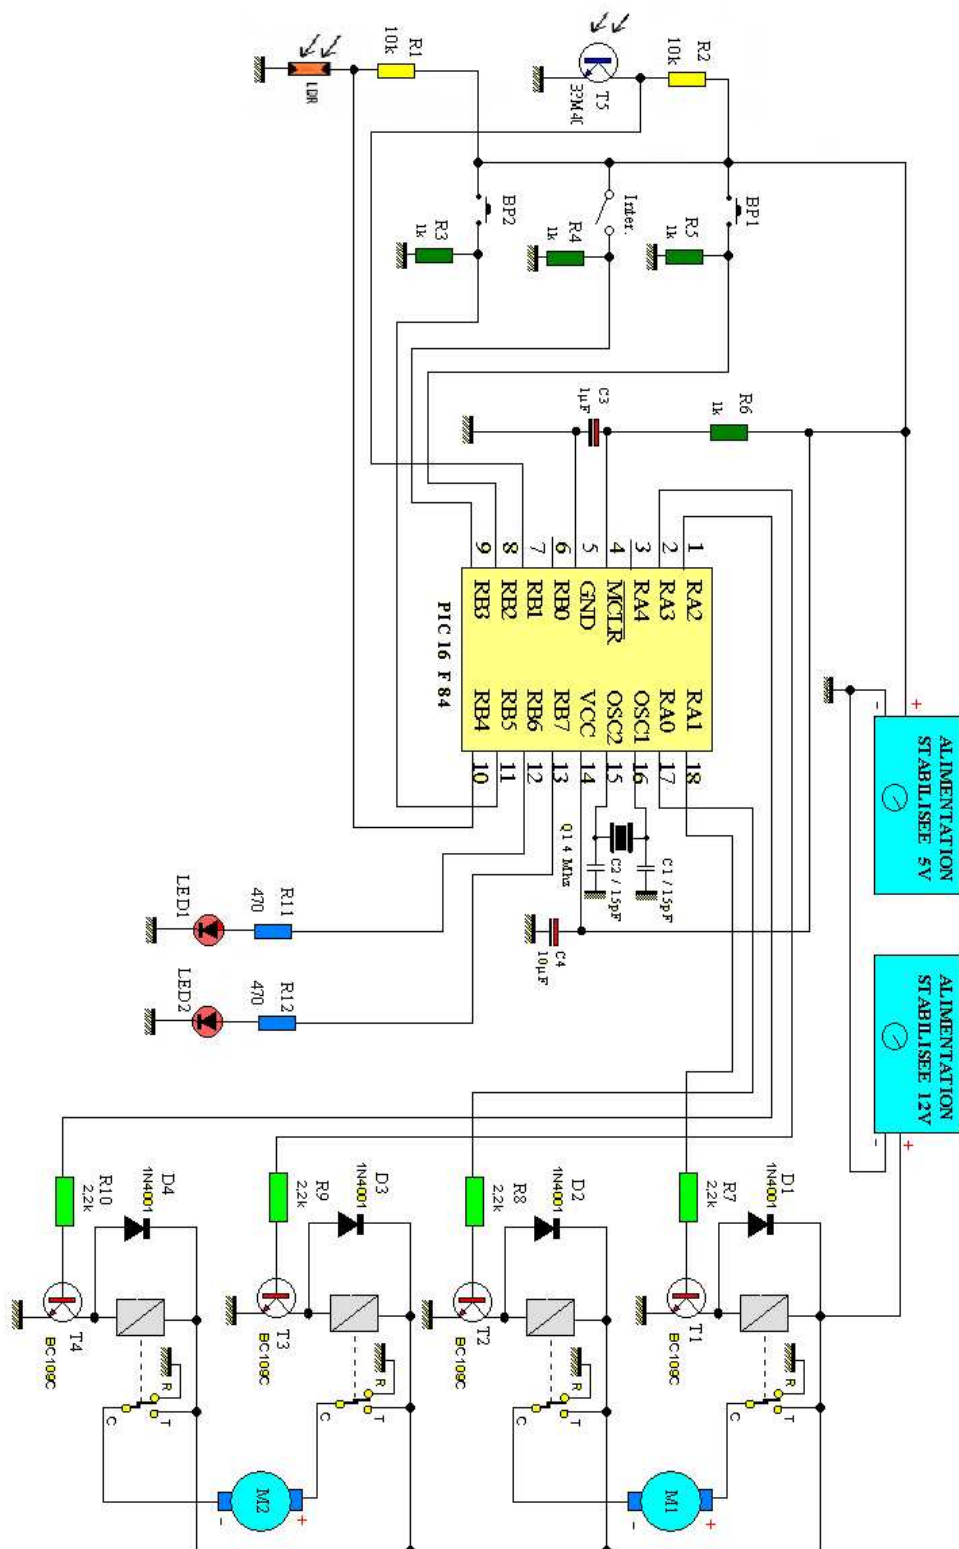 R1
10k
LDR
R2
10k
T5
BP2
Inter.
BP1
R3
1k
R4
1k
R5
1k
C3
1µF
R6
1k
9
8
7
6
5
4
3
2
1
RB3
RB2
RB1
RB0
GND
MCLR
RA4
RA3
RA2
PIC 16 F 84
RB4
RB5
RB6
RB7
VCC
OSC2
OSC1
RA0
RA1
10
11
12
13
14
15
16
17
18
Q1 4 Mhz
C2 / 15pF
C1 / 15pF
C4
10µF
-
+
ALIMENTATION
STABILISEE 5V
ALIMENTATION
STABILISEE 12V
-
+
LED1
470
R11
LED2
470
R12
R10
2,2k
D4
1N4001
R9
2,2k
D3
1N4001
R8
2,2k
D2
1N4001
R7
2,2k
D1
1N4001
T4
BC109C
T3
BC109C
T2
BC109C
T1
BC109C
R
C
T
R
C
T
R
C
T
R
C
T
M2
-
+
M1
-
+